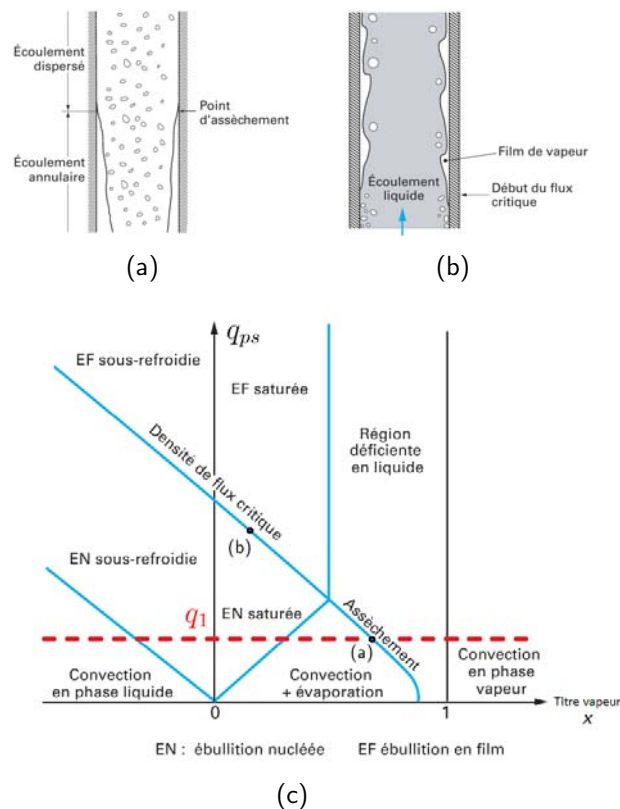 Écoulement
dispersé
Écoulement
annulaire
Point
d'assèchement
(a)
Écoulement
liquide
Film de vapeur
Début du flux
critique
(b)
q_ps
EF sous-refroidie
EF saturée
Densité de flux critique
Région
déficiente
en liquide
(b)
EN sous-refroidie
q_1
EN saturée
Assèchement
(a)
Convection
en phase liquide
Convection
+ évaporation
Convection
en phase
vapeur
0
1
Titre vapeur
x
EN : ébullition nucléée EF ébullition en film
(c)